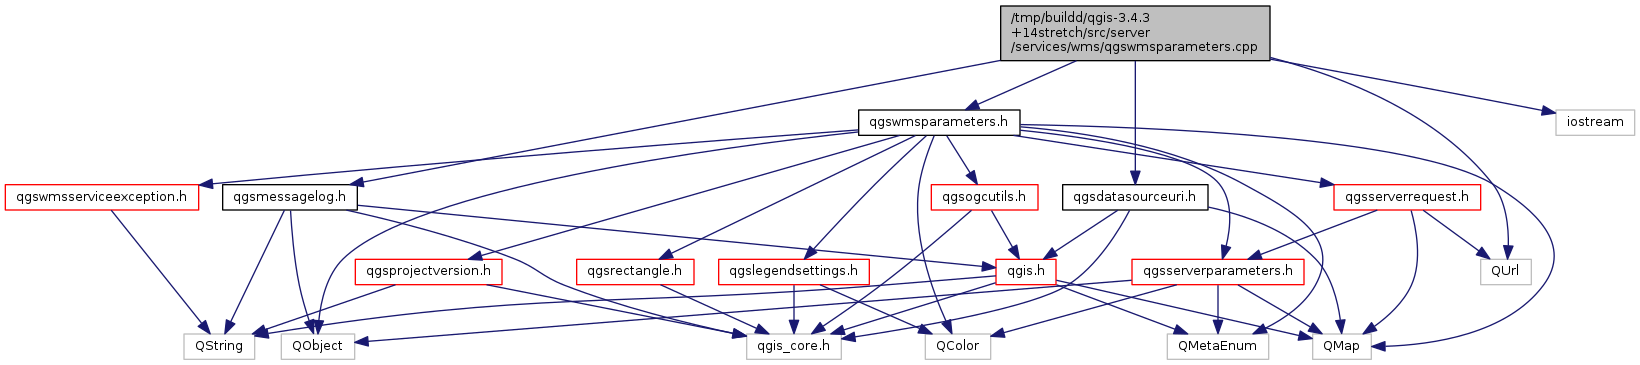 /tmp/buildd/qgis-3.4.3
+14stretch/src/server
/services/wms/qgswmsparameters.cpp
qgswmsparameters.h
iostream
qgswmsserviceexception.h
qgsmessagelog.h
qgsogcutils.h
qgsdatasourceuri.h
qgsserverrequest.h
qgsprojectversion.h
qgsrectangle.h
qgslegendsettings.h
qgis.h
qgsserverparameters.h
QUrl
QString
QObject
qgis_core.h
QColor
QMetaEnum
QMap